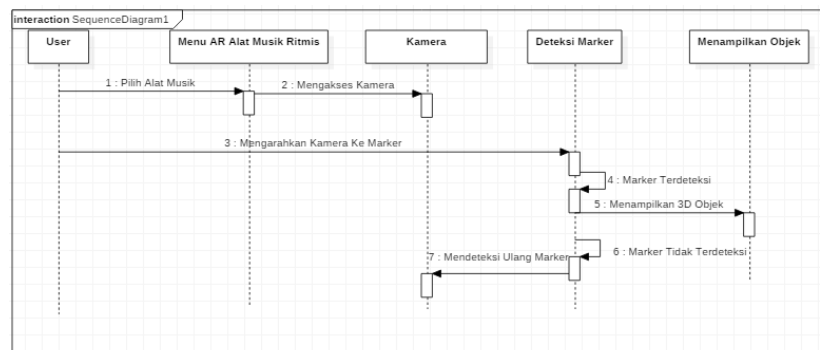 interaction SequenceDiagram1
User
Menu AR Alat Musik Ritmis
Kamera
Deteksi Marker
Menampilkan Objek
1 : Pilih Alat Musik
2 : Mengakses Kamera
3 : Mengarahkan Kamera Ke Marker
4 : Marker Terdeteksi
5 : Menampilkan 3D Objek
6 : Marker Tidak Terdeteksi
7 : Mendeteksi Ulang Marker